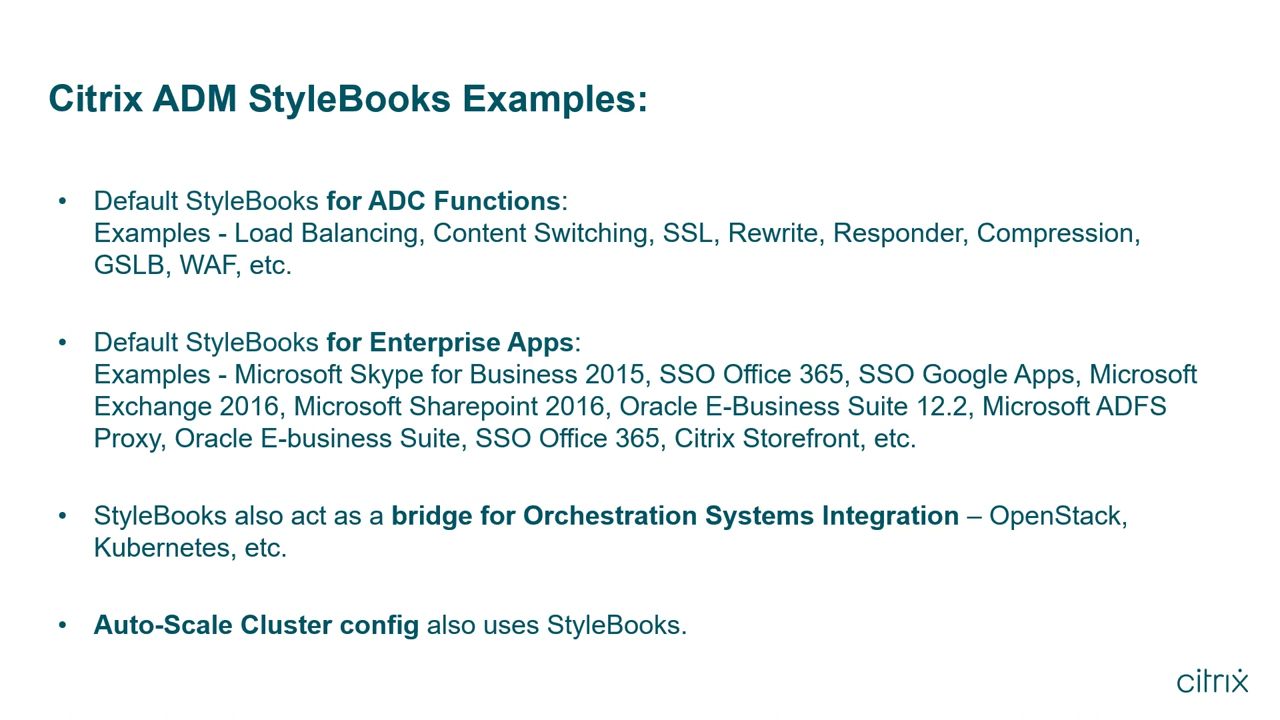 Citrix ADM StyleBooks Examples:
• Default StyleBooks for ADC Functions:
Examples - Load Balancing, Content Switching, SSL, Rewrite, Responder, Compression,
GSLB, WAF, etc.
• Default StyleBooks for Enterprise Apps:
Examples - Microsoft Skype for Business 2015, SSO Office 365, SSO Google Apps, Microsoft
Exchange 2016, Microsoft Sharepoint 2016, Oracle E-Business Suite 12.2, Microsoft ADFS
Proxy, Oracle E-business Suite, SSO Office 365, Citrix Storefront, etc.
• StyleBooks also act as a bridge for Orchestration Systems Integration – OpenStack,
Kubernetes, etc.
• Auto-Scale Cluster config also uses StyleBooks.
citrix